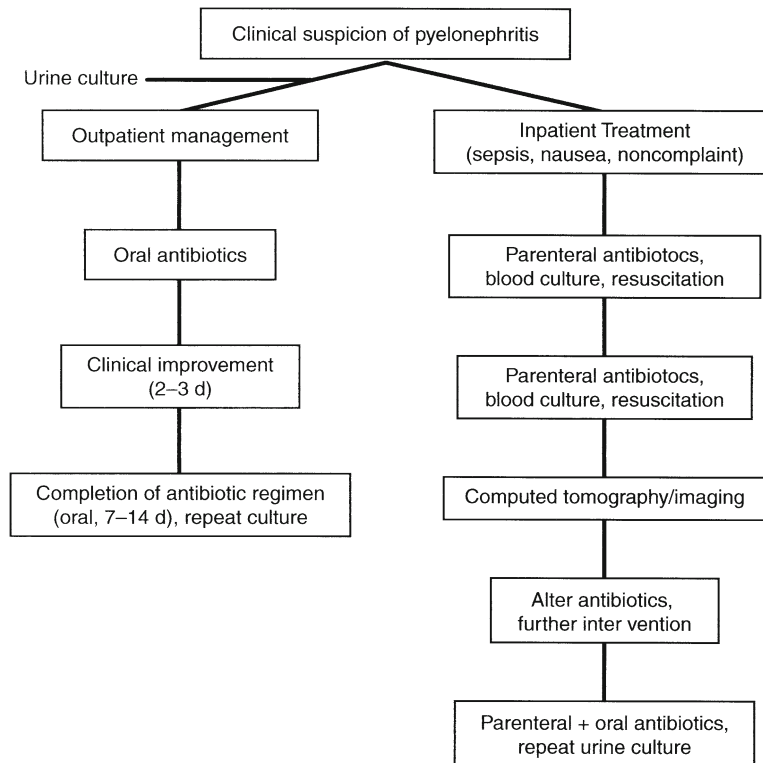 Clinical suspicion of pyelonephritis
Urine culture
Outpatient management
Oral antibiotics
Clinical improvement
(2–3 d)
Completion of antibiotic regimen
(oral, 7–14 d), repeat culture
Inpatient Treatment
(sepsis, nausea, noncomplaint)
Parenteral antibiotocs,
blood culture, resuscitation
Parenteral antibiotocs,
blood culture, resuscitation
Computed tomography/imaging
Alter antibiotics,
further inter vention
Parenteral + oral antibiotics,
repeat urine culture